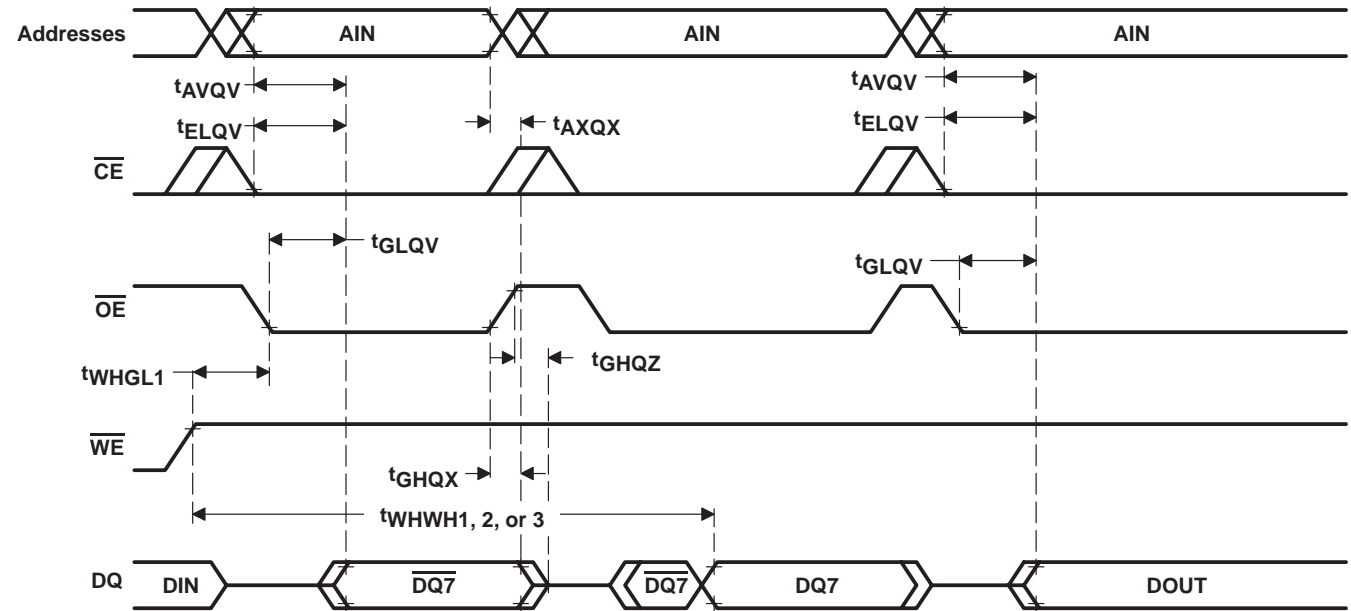 Addresses AIN AIN AIN
tAVQV tAVQV
tELQV tAXQX tELQV
CE
tGLQV tGLQV
OE
tWHGL1 tGHQZ
WE
tGHQX
tWHWH1, 2, or 3
DQ DIN DQ7 DQ7 DQ7 DOUT